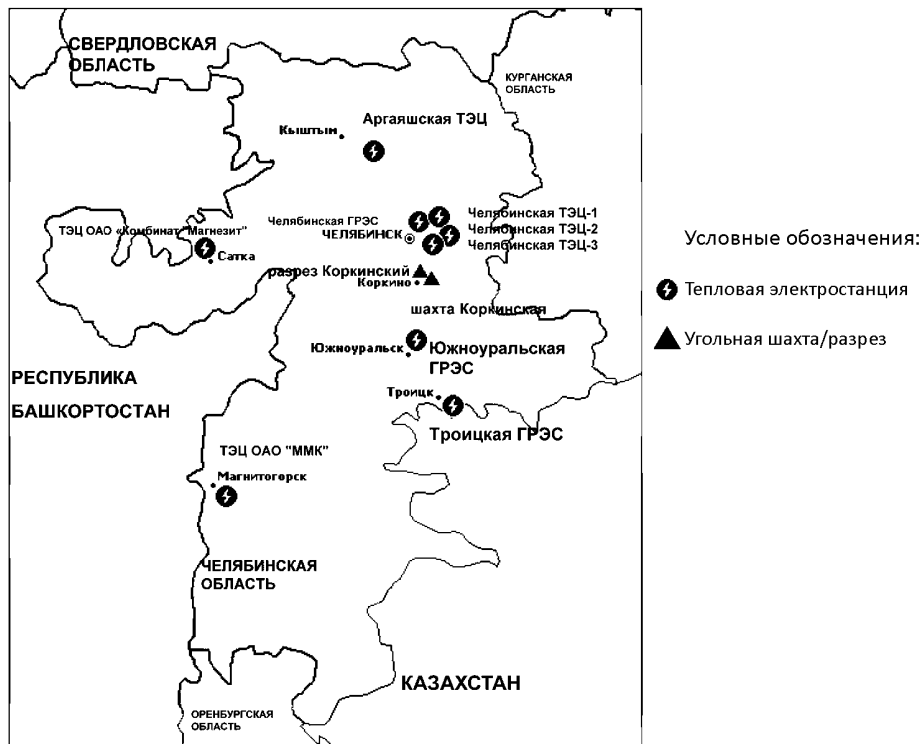 СВЕРДЛОВСКАЯ
ОБЛАСТЬ
КУРГАНСКАЯ
ОБЛАСТЬ
Аргаяшская ТЭЦ
Кыштым
ТЭЦ ОАО «Комбинат "Магнезит"
Сатка
Челябинская ГРЭС
ЧЕЛЯБИНСК
Челябинская ТЭЦ-1
Челябинская ТЭЦ-2
Челябинская ТЭЦ-3
Условные обозначения:
Тепловая электростанция
Угольная шахта/разрез
разрез Коркинский
Коркино
шахта Коркинская
Южноуральск
Южноуральская
ГРЭС
РЕСПУБЛИКА
БАШКОРТОСТАН
Троицк
Троицкая ГРЭС
ТЭЦ ОАО "ММК"
Магнитогорск
ЧЕЛЯБИНСКАЯ
ОБЛАСТЬ
КАЗАХСТАН
ОРЕНБУРГСКАЯ
ОБЛАСТЬ